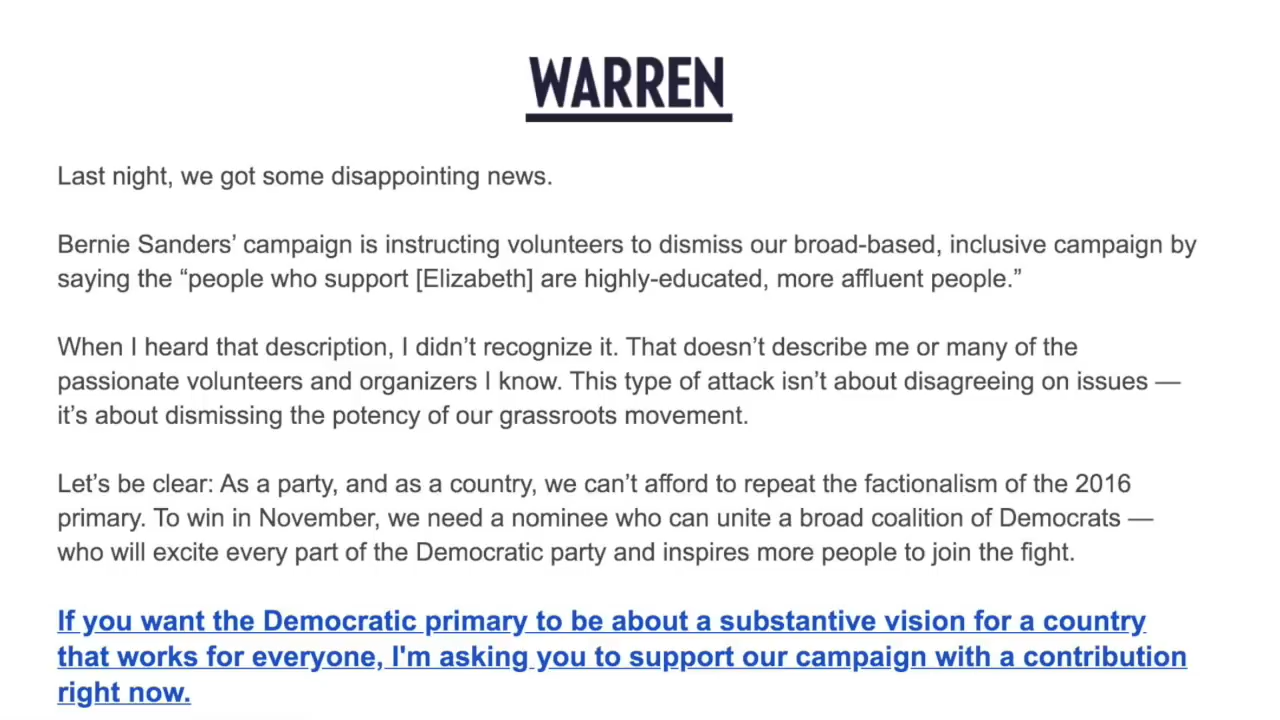 WARREN
Last night, we got some disappointing news.
Bernie Sanders’ campaign is instructing volunteers to dismiss our broad-based, inclusive campaign by
saying the “people who support [Elizabeth] are highly-educated, more affluent people.”
When I heard that description, I didn’t recognize it. That doesn’t describe me or many of the
passionate volunteers and organizers I know. This type of attack isn’t about disagreeing on issues —
it’s about dismissing the potency of our grassroots movement.
Let’s be clear: As a party, and as a country, we can’t afford to repeat the factionalism of the 2016
primary. To win in November, we need a nominee who can unite a broad coalition of Democrats —
who will excite every part of the Democratic party and inspires more people to join the fight.
If you want the Democratic primary to be about a substantive vision for a country
that works for everyone, I'm asking you to support our campaign with a contribution
right now.